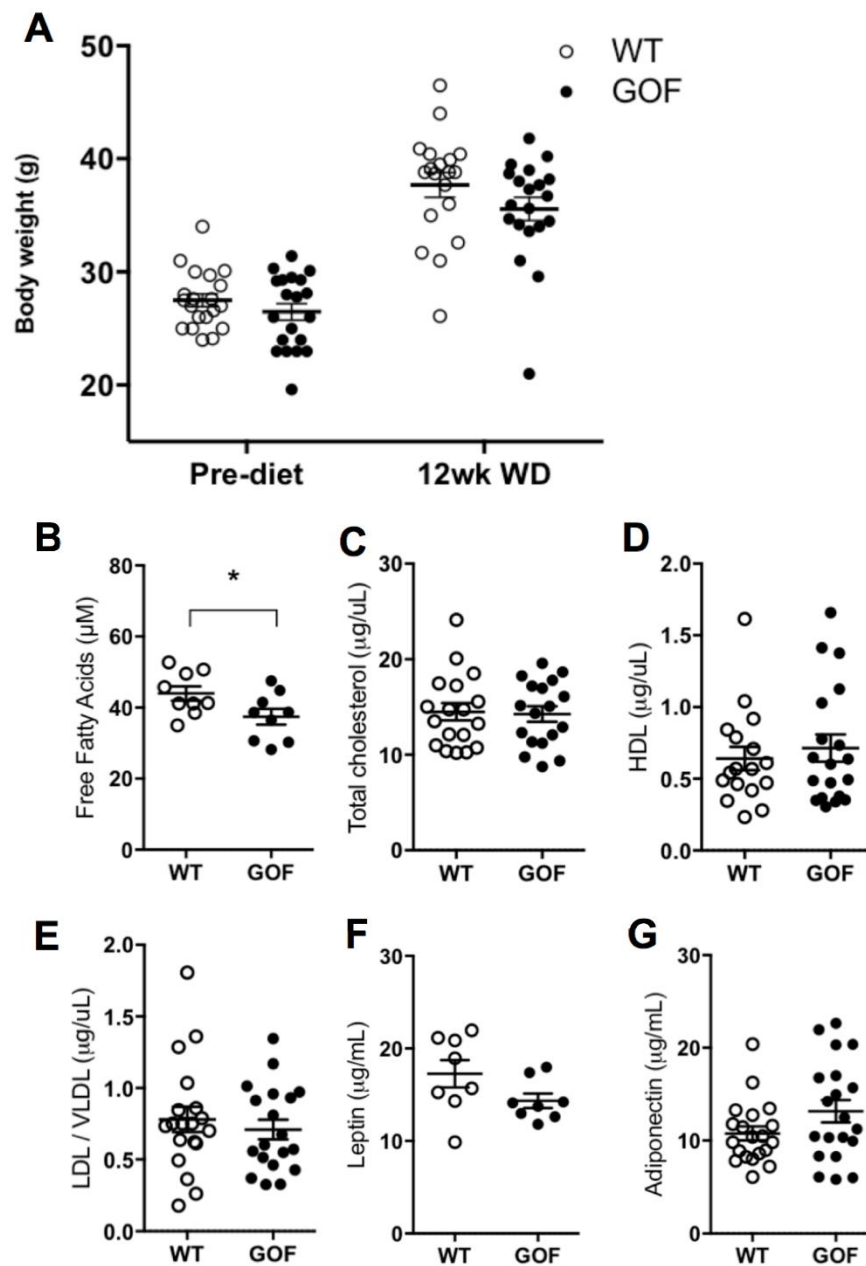 A
50
40
30
20
Body weight (g)
WT
GOF
Pre-diet
12wk WD
B
80
60
40
20
0
Free Fatty Acids (µM)
*
WT
GOF
C
30
20
10
0
Total cholesterol (µg/uL)
WT
GOF
D
2.0
1.5
1.0
0.5
0.0
HDL (µg/uL)
WT
GOF
E
2.0
1.5
1.0
0.5
0.0
LDL / VLDL (µg/uL)
WT
GOF
F
30
20
10
0
Leptin (µg/mL)
WT
GOF
G
30
20
10
0
Adiponectin (µg/mL)
WT
GOF